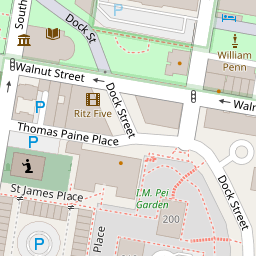 South
Dock St
William
Penn
Walnut Street
Waln
P
Ritz Five
Dock Street
Thomas Paine Place
P
St James Place
I.M. Pei
Garden
Dock Street
200
Place
P